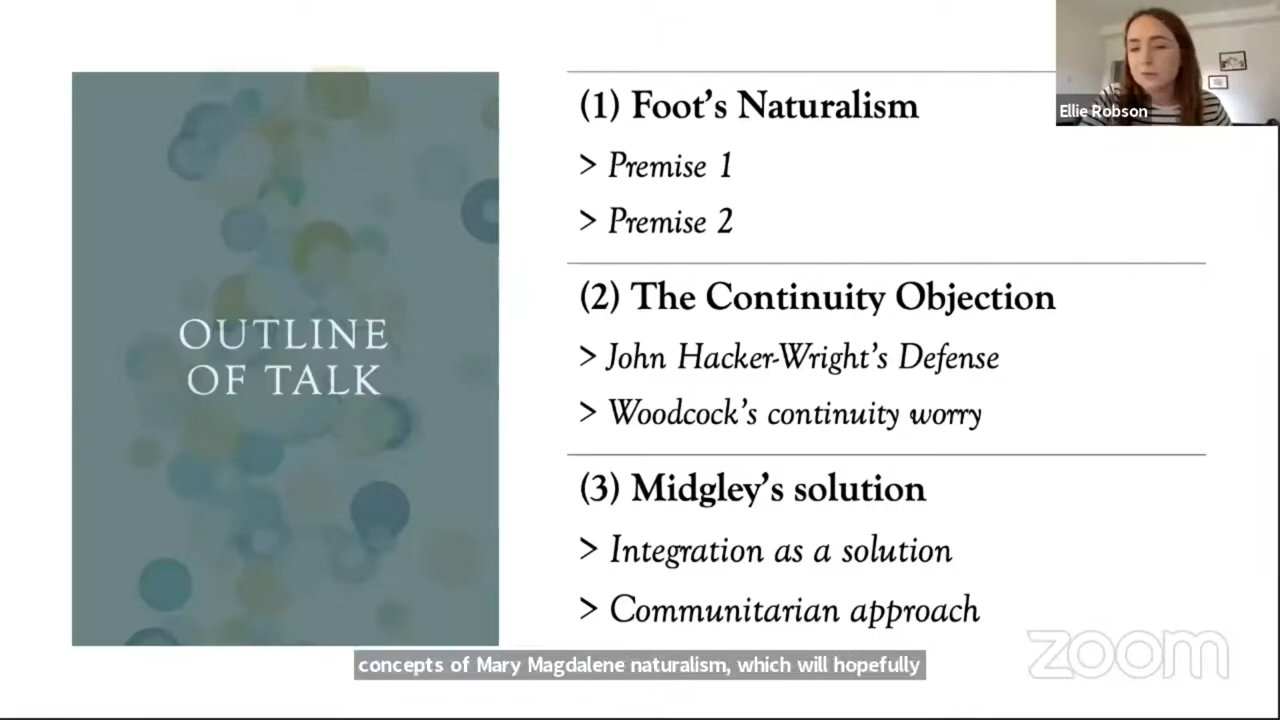 OUTLINE
OF TALK
(1) Foot's Naturalism
> Premise 1
> Premise 2
(2) The Continuity Objection
> John Hacker-Wright's Defense
> Woodcock's continuity worry
(3) Midgley's solution
> Integration as a solution
> Communitarian approach
Ellie Robson
concepts of Mary Magdalene naturalism, which will hopefully
zoom